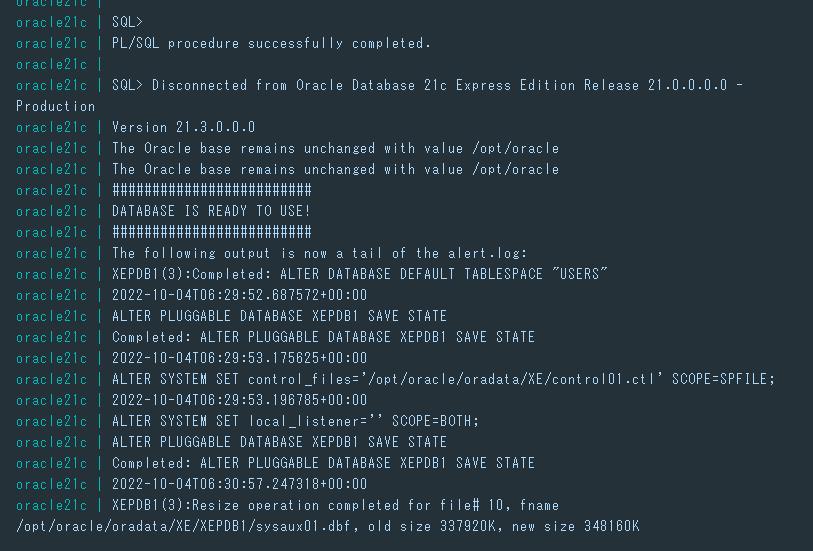 oracle21c |
oracle21c | SQL>
oracle21c | PL/SQL procedure successfully completed.
oracle21c |
oracle21c | SQL> Disconnected from Oracle Database 21c Express Edition Release 21.0.0.0.0 -
Production
oracle21c | Version 21.3.0.0.0
oracle21c | The Oracle base remains unchanged with value /opt/oracle
oracle21c | The Oracle base remains unchanged with value /opt/oracle
oracle21c | #########################
oracle21c | DATABASE IS READY TO USE!
oracle21c | #########################
oracle21c | The following output is now a tail of the alert.log:
oracle21c | XEPDB1(3):Completed: ALTER DATABASE DEFAULT TABLESPACE "USERS"
oracle21c | 2022-10-04T06:29:52.687572+00:00
oracle21c | ALTER PLUGGABLE DATABASE XEPDB1 SAVE STATE
oracle21c | Completed: ALTER PLUGGABLE DATABASE XEPDB1 SAVE STATE
oracle21c | 2022-10-04T06:29:53.175625+00:00
oracle21c | ALTER SYSTEM SET control_files='/opt/oracle/oradata/XE/control01.ctl' SCOPE=SPFILE;
oracle21c | 2022-10-04T06:29:53.196785+00:00
oracle21c | ALTER SYSTEM SET local_listener='' SCOPE=BOTH;
oracle21c | ALTER PLUGGABLE DATABASE XEPDB1 SAVE STATE
oracle21c | Completed: ALTER PLUGGABLE DATABASE XEPDB1 SAVE STATE
oracle21c | 2022-10-04T06:30:57.247318+00:00
oracle21c | XEPDB1(3):Resize operation completed for file# 10, fname
/opt/oracle/oradata/XE/XEPDB1/sysaux01.dbf, old size 337920K, new size 348160K